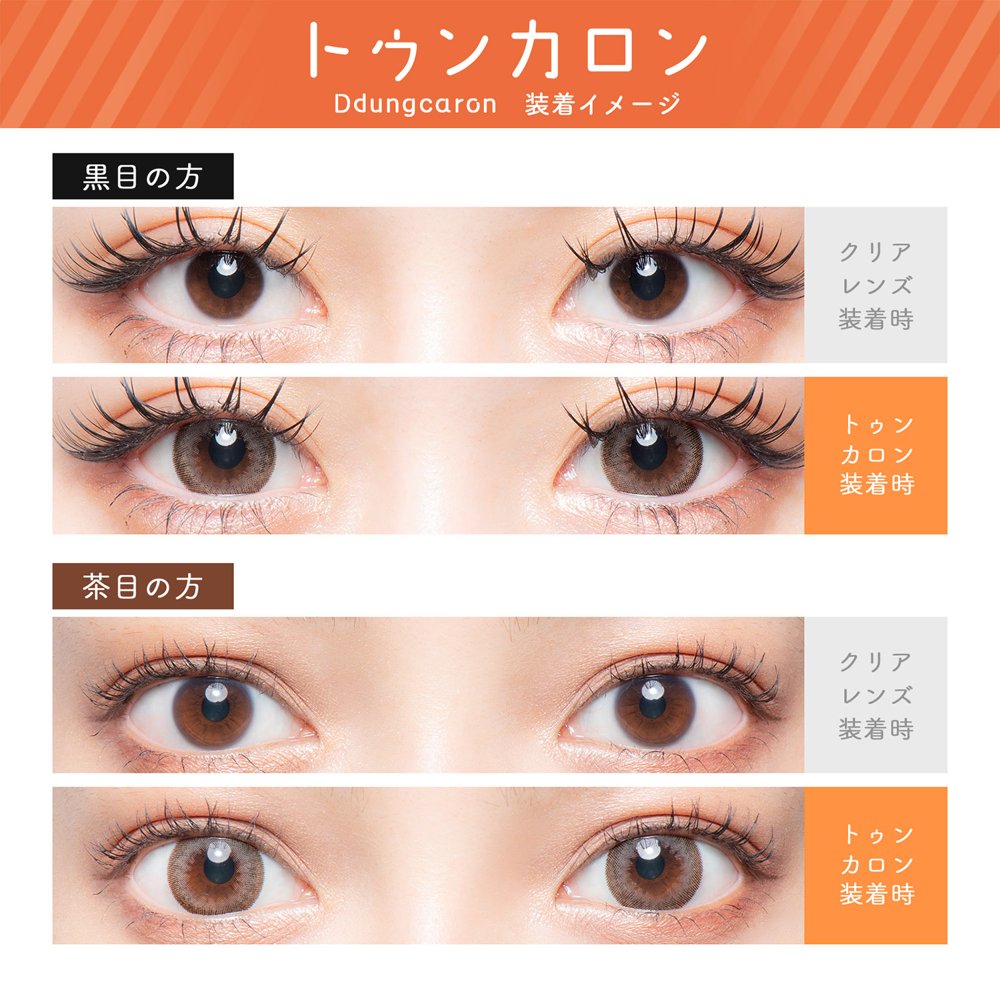 トゥンカロン
Ddungcaron 装着イメージ
黒目の方
クリア
レンズ
装着時
トゥン
カロン
装着時
茶目の方
クリア
レンズ
装着時
トゥン
カロン
装着時